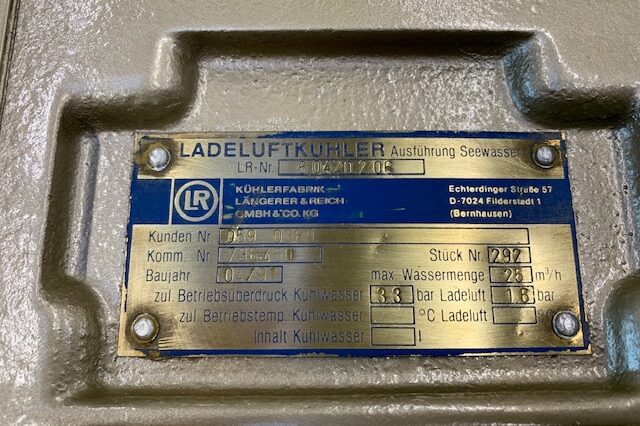 LADELUFTKÜHLER Ausführung Seewasser
LR-Nr.
LR
KÜHLERFABRIK
LÄNGERER & REICH
GMBH & CO. KG
Echterdinger Straße 57
D-7024 Filderstadt 1
(Bernhausen)
Kunden Nr.
Komm. Nr.
Stück Nr. 292
Baujahr max. Wassermenge 28 m³/h
zul Betriebsüberdruck Kühlwasser 3.3 bar Ladeluft 1.8 bar
zul. Betriebstemp. Kühlwasser °C Ladeluft °C
Inhalt Kühlwasser l